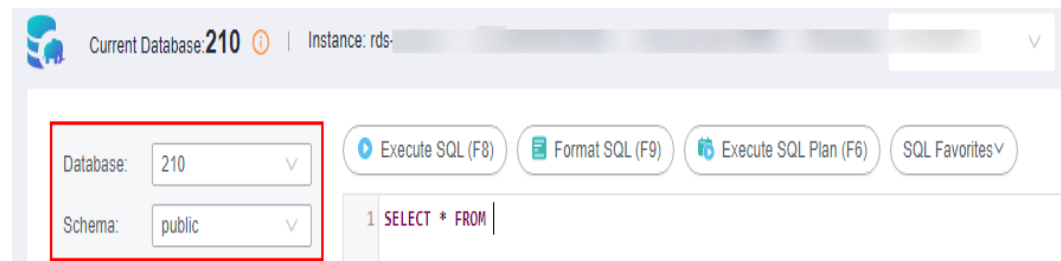 Current Database:210 | Instance: rds-
Database: 210
Schema: public
Execute SQL (F8) Format SQL (F9) Execute SQL Plan (F6) SQL Favorites
1 SELECT * FROM